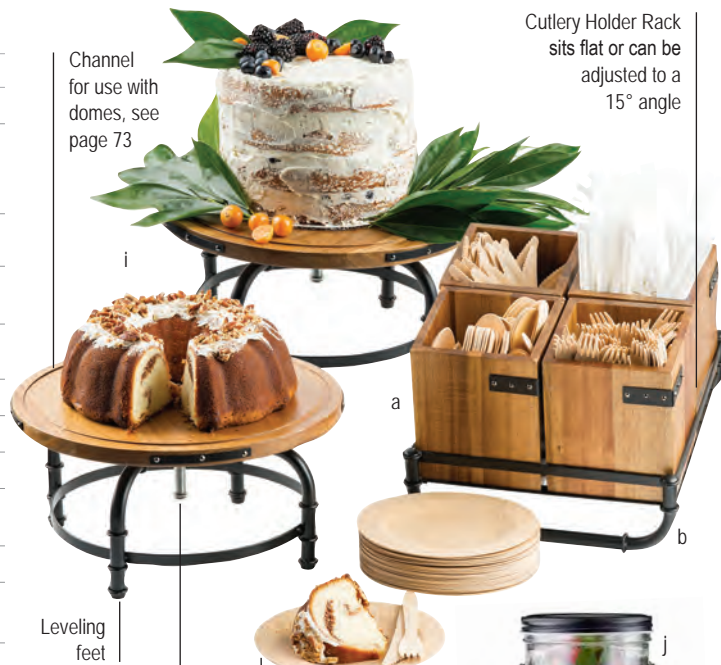 Channel
for use with
domes, see
page 73
Cutlery Holder Rack
sits flat or can be
adjusted to a
15° angle
i
a
b
Leveling
feet
j